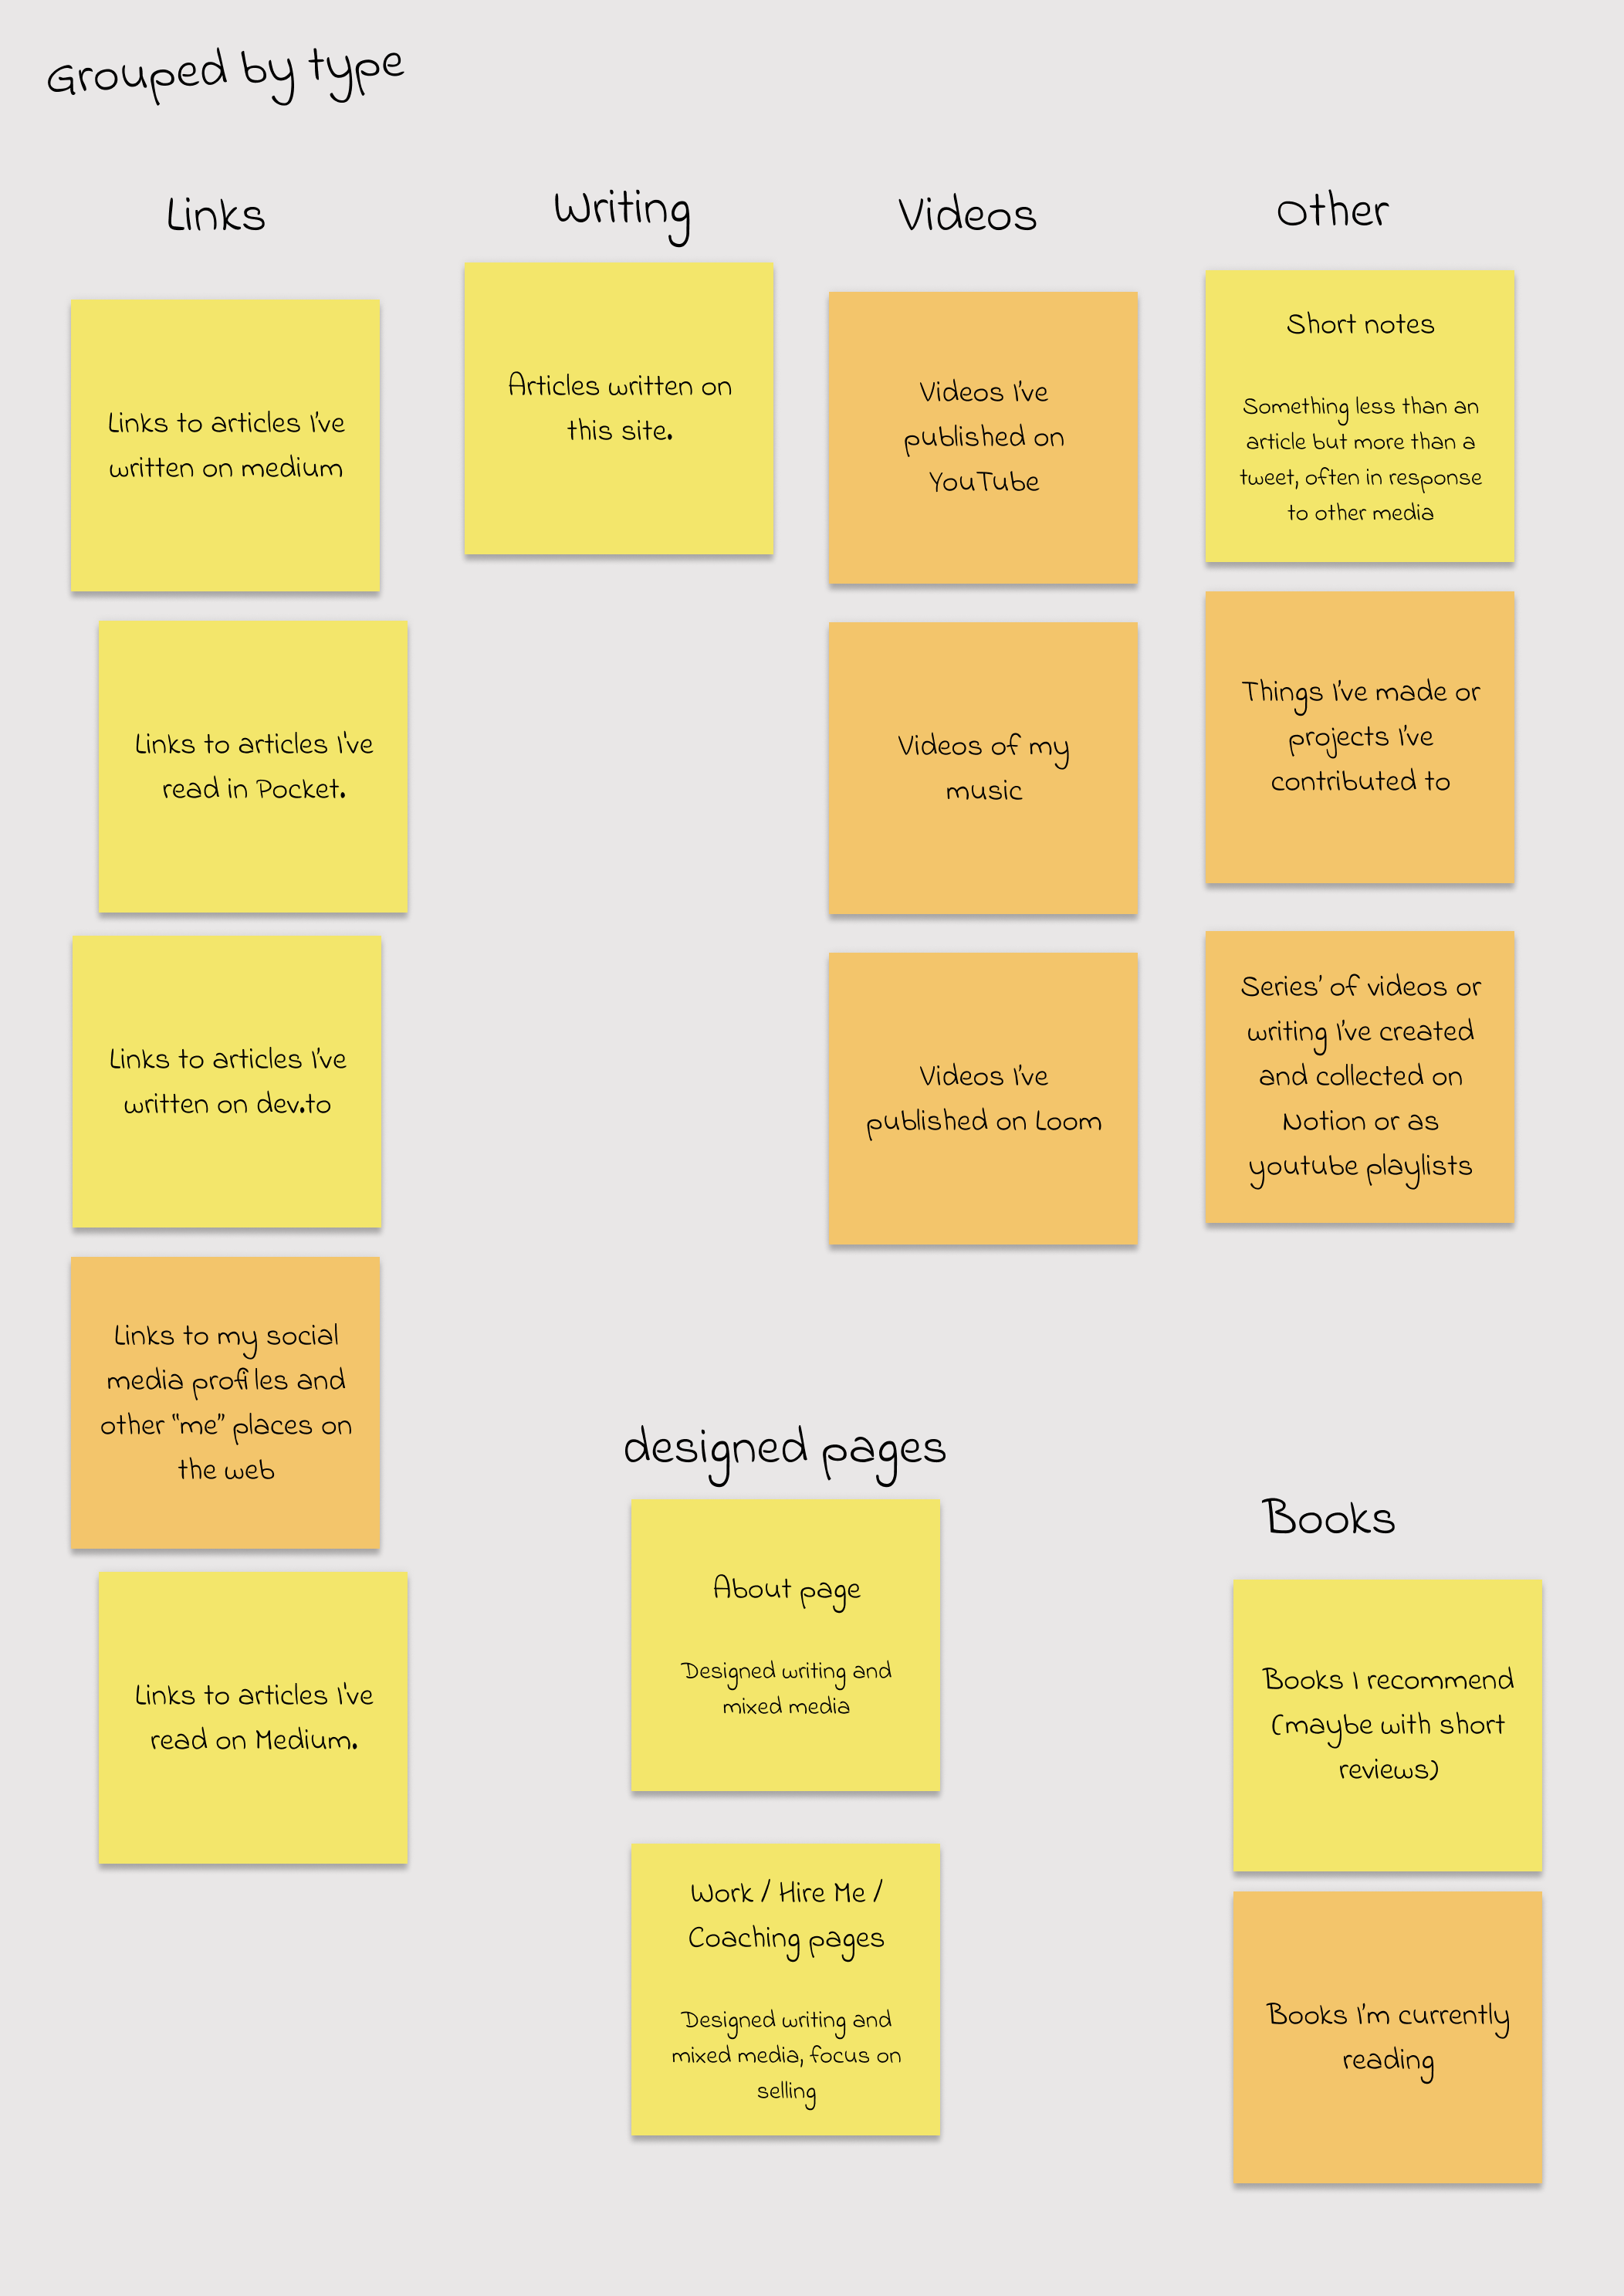 Grouped by type
Links
Links to articles I've
written on medium
Links to articles I've
read in Pocket.
Links to articles I've
written on dev.to
Links to my social
media profiles and
other "me" places on
the web
Links to articles I've
read on Medium.
Writing
Articles written on
this site.
Videos
Videos I've
published on
YouTube
Videos of my
music
Videos I've
published on Loom
Other
Short notes
Something less than an
article but more than a
tweet, often in response
to other media
Things I've made or
projects I've
contributed to
Series' of videos or
writing I've created
and collected on
Notion or as
youtube playlists
designed pages
About page
Designed writing and
mixed media
Work / Hire Me /
Coaching pages
Designed writing and
mixed media, focus on
selling
Books
Books I recommend
(maybe with short
reviews)
Books I'm currently
reading